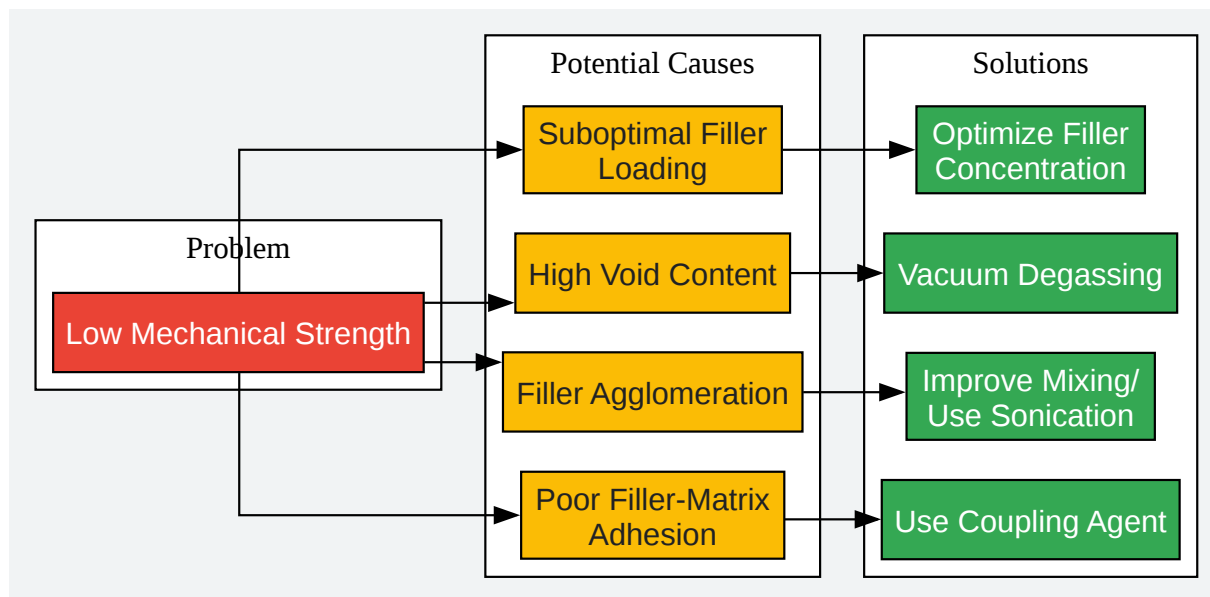 Problem
Low Mechanical Strength
Potential Causes
Suboptimal Filler
Loading
High Void Content
Filler Agglomeration
Poor Filler-Matrix
Adhesion
Solutions
Optimize Filler
Concentration
Vacuum Degassing
Improve Mixing/
Use Sonication
Use Coupling Agent